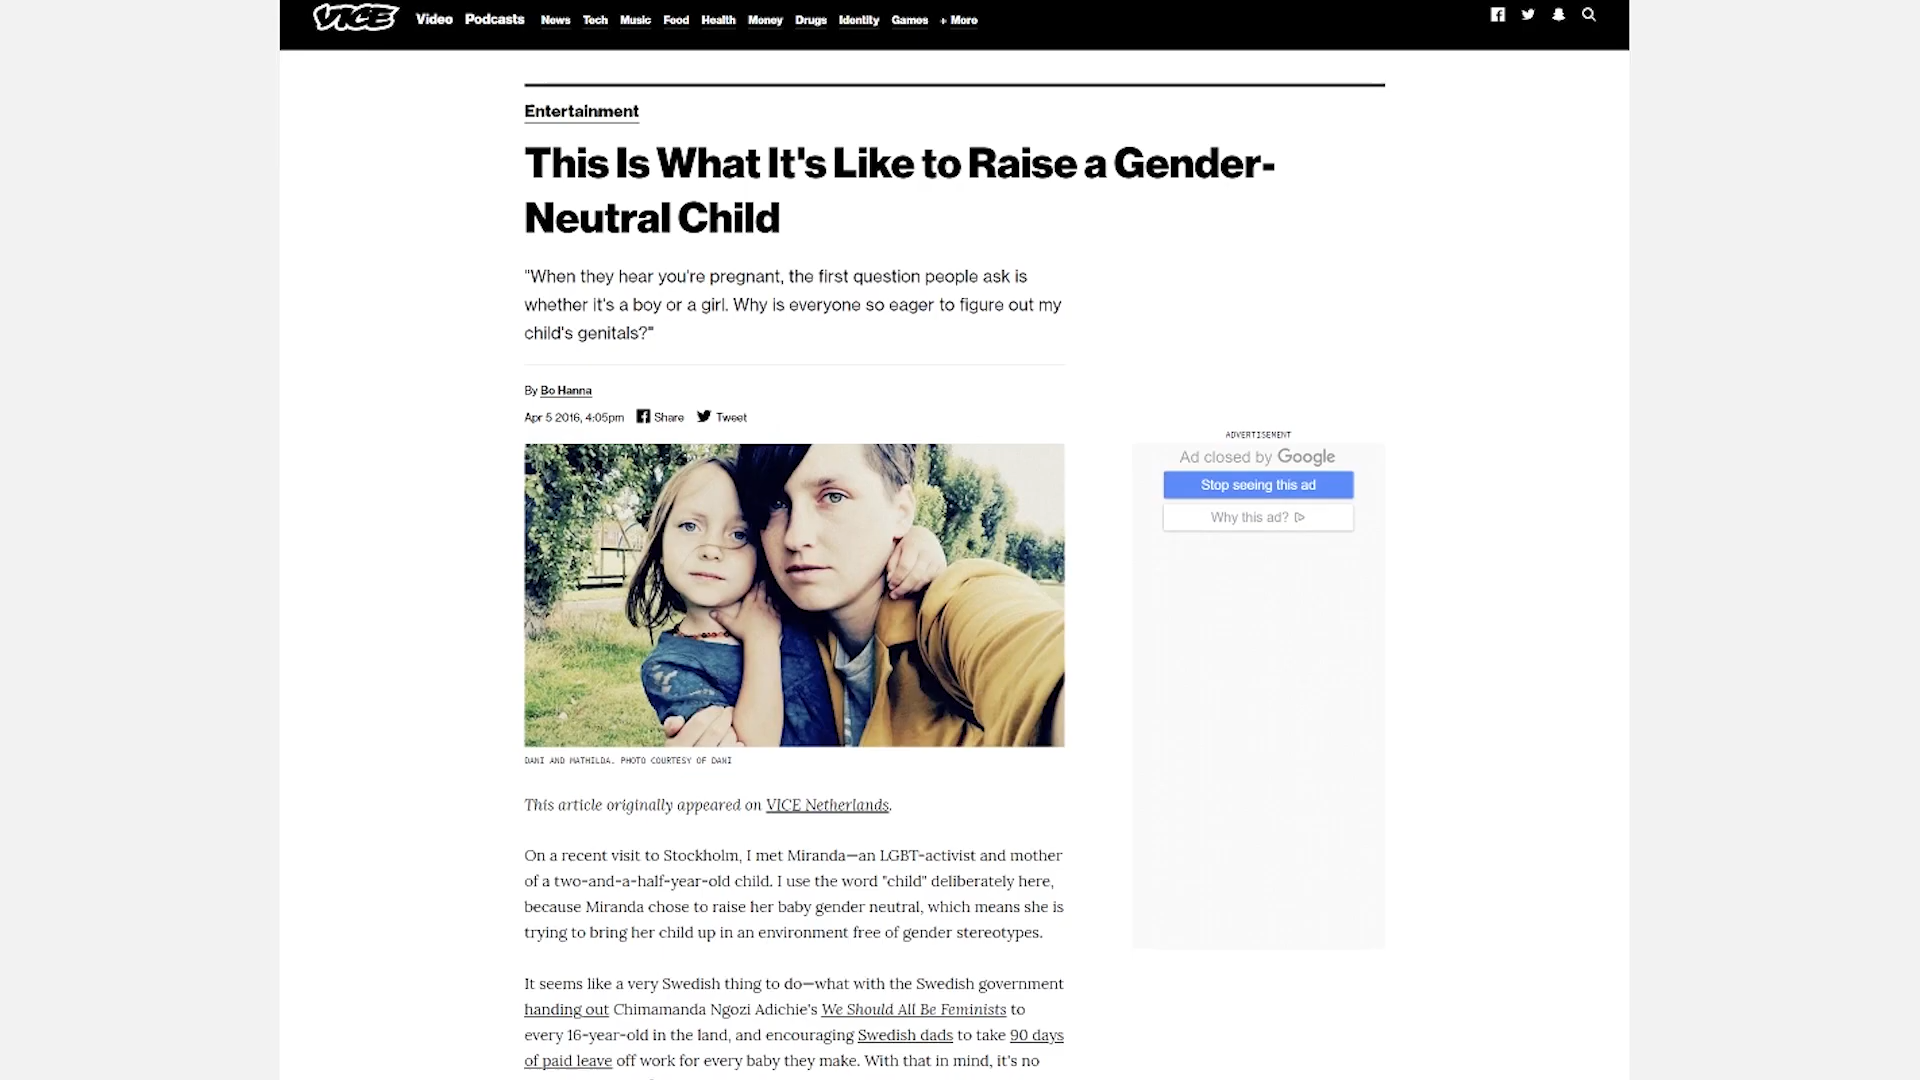 VICE Video Podcasts News Tech Music Food Health Money Drugs Identity Games + More
Entertainment
This Is What It's Like to Raise a Gender-
Neutral Child
"When they hear you're pregnant, the first question people ask is
whether it's a boy or a girl. Why is everyone so eager to figure out my
child's genitals?"
By Bo Hanna
Apr 5 2016, 4:05pm Share Tweet
ADVERTISEMENT
Ad closed by Google
Stop seeing this ad
Why this ad?
DANI AND MATHILDA. PHOTO COURTESY OF DANI
This article originally appeared on VICE Netherlands.
On a recent visit to Stockholm, I met Miranda—an LGBT-activist and mother
of a two-and-a-half-year-old child. I use the word "child" deliberately here,
because Miranda chose to raise her baby gender neutral, which means she is
trying to bring her child up in an environment free of gender stereotypes.
It seems like a very Swedish thing to do—what with the Swedish government
handing out Chimamanda Ngozi Adichie's We Should All Be Feminists to
every 16-year-old in the land, and encouraging Swedish dads to take 90 days
of paid leave off work for every baby they make. With that in mind, it's no